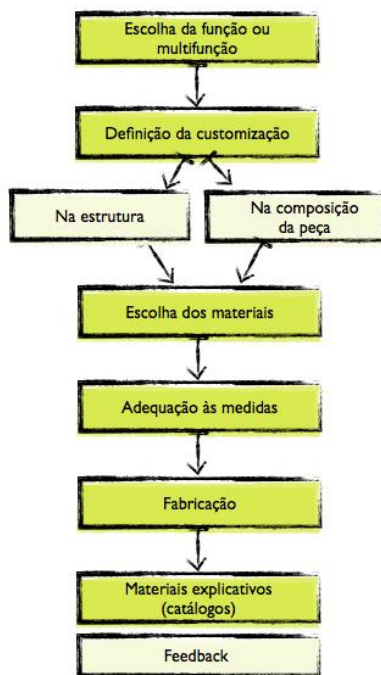 Escolha da função ou
multifunção
Definição da customização
Na estrutura
Na composição
da peça
Escolha dos materiais
Adequação às medidas
Fabricação
Materiais explicativos
(catálogos)
Feedback